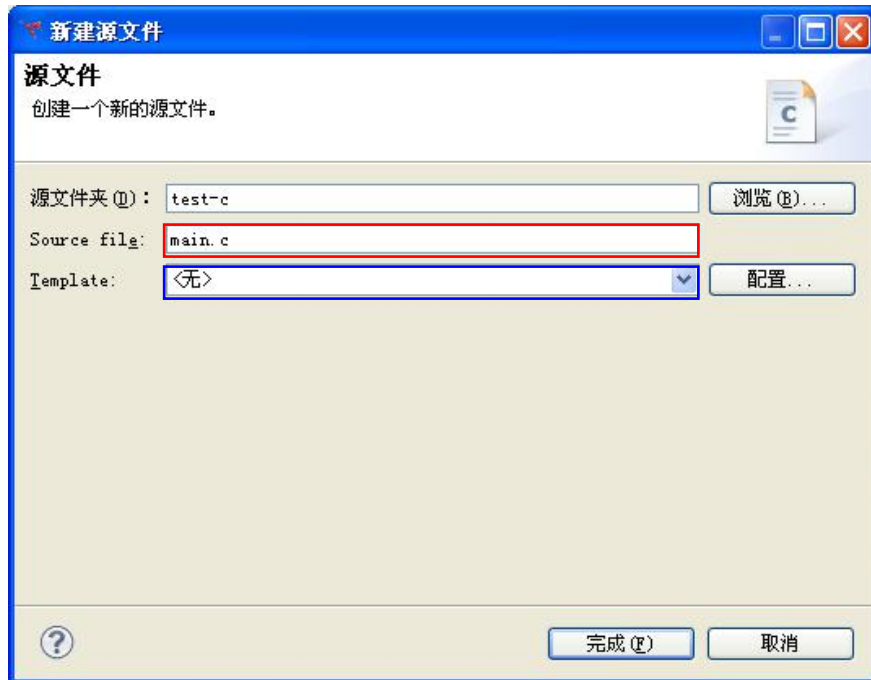 新建源文件
源文件
创建一个新的源文件。
源文件夹(D): test-c 浏览(B)...
Source file: main.c
Template: <无> 配置...
完成(F) 取消